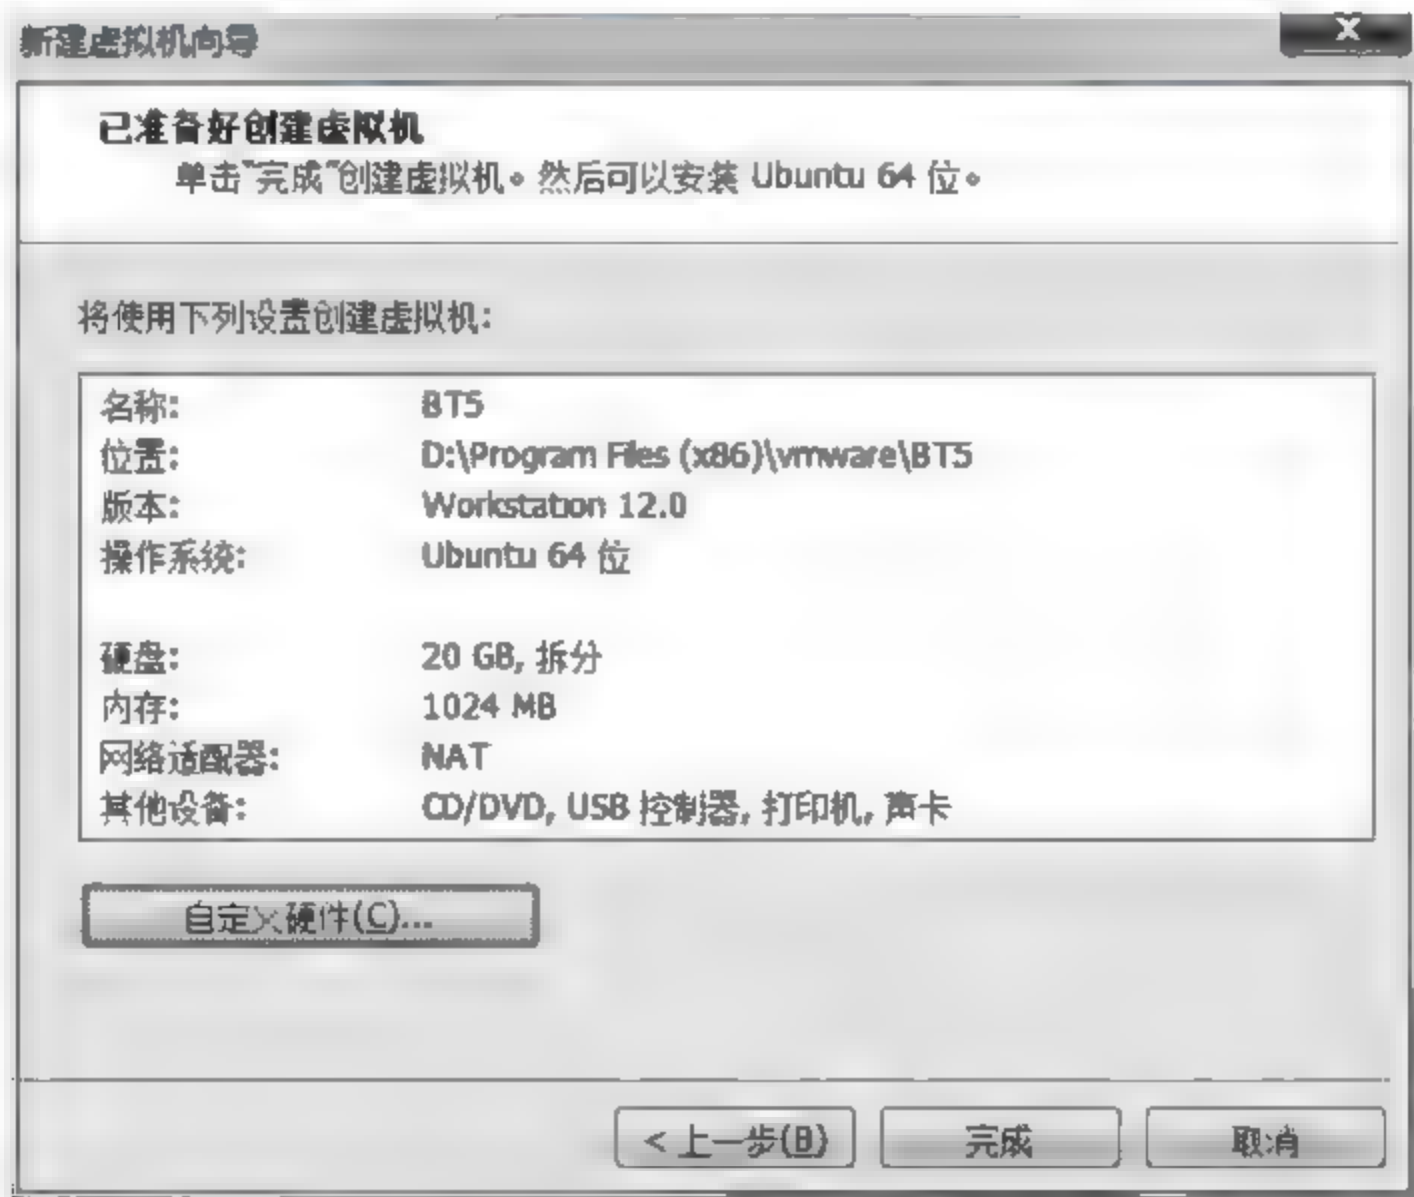 新建虚拟机向导
X
已准备好创建虚拟机
单击"完成"创建虚拟机。然后可以安装 Ubuntu 64 位。
将使用下列设置创建虚拟机:
名称: BT5
位置: D:\Program Files (x86)\vmware\BT5
版本: Workstation 12.0
操作系统: Ubuntu 64 位
硬盘: 20 GB, 拆分
内存: 1024 MB
网络适配器: NAT
其他设备: CD/DVD, USB 控制器, 打印机, 声卡
自定义硬件(C)...
< 上一步(B) 完成 取消